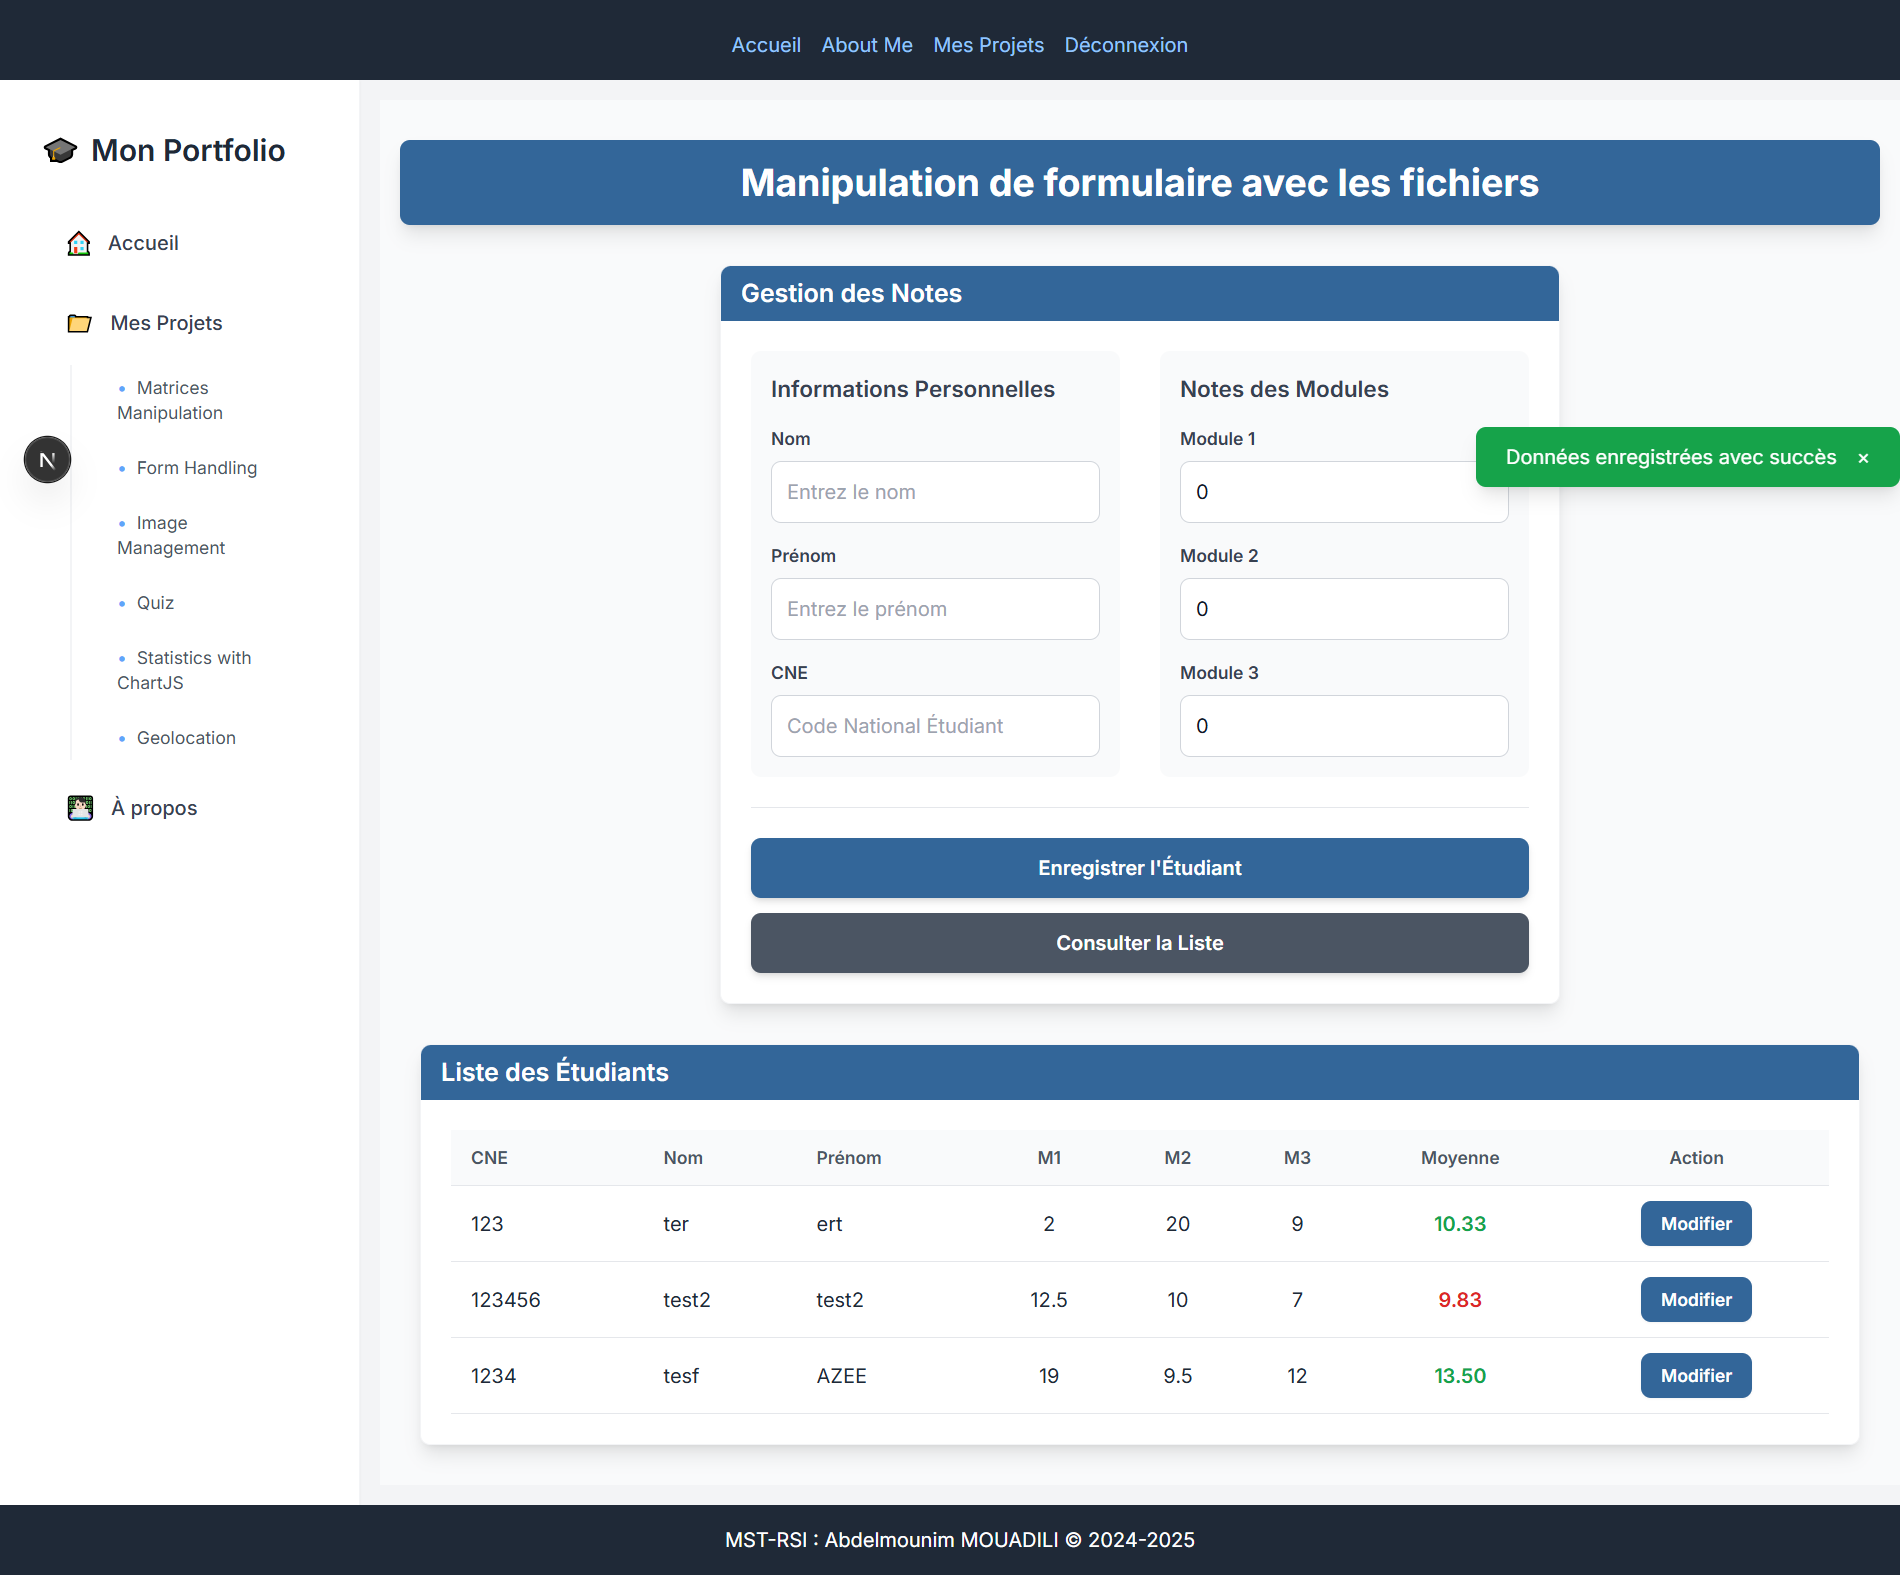 Accueil About Me Mes Projets Déconnexion
Mon Portfolio
Accueil
Mes Projets
• Matrices
Manipulation
• Form Handling
• Image
Management
• Quiz
• Statistics with
ChartJS
• Geolocation
À propos
N
Manipulation de formulaire avec les fichiers
Gestion des Notes
Informations Personnelles
Nom
Entrez le nom
Prénom
Entrez le prénom
CNE
Code National Étudiant
Notes des Modules
Module 1
0
Module 2
0
Module 3
0
Données enregistrées avec succès ×
Enregistrer l'Étudiant
Consulter la Liste
Liste des Étudiants
CNE Nom Prénom M1 M2 M3 Moyenne Action
123 ter ert 2 20 9 10.33 Modifier
123456 test2 test2 12.5 10 7 9.83 Modifier
1234 tesf AZEE 19 9.5 12 13.50 Modifier
MST-RSI : Abdelmounim MOUADILI © 2024-2025